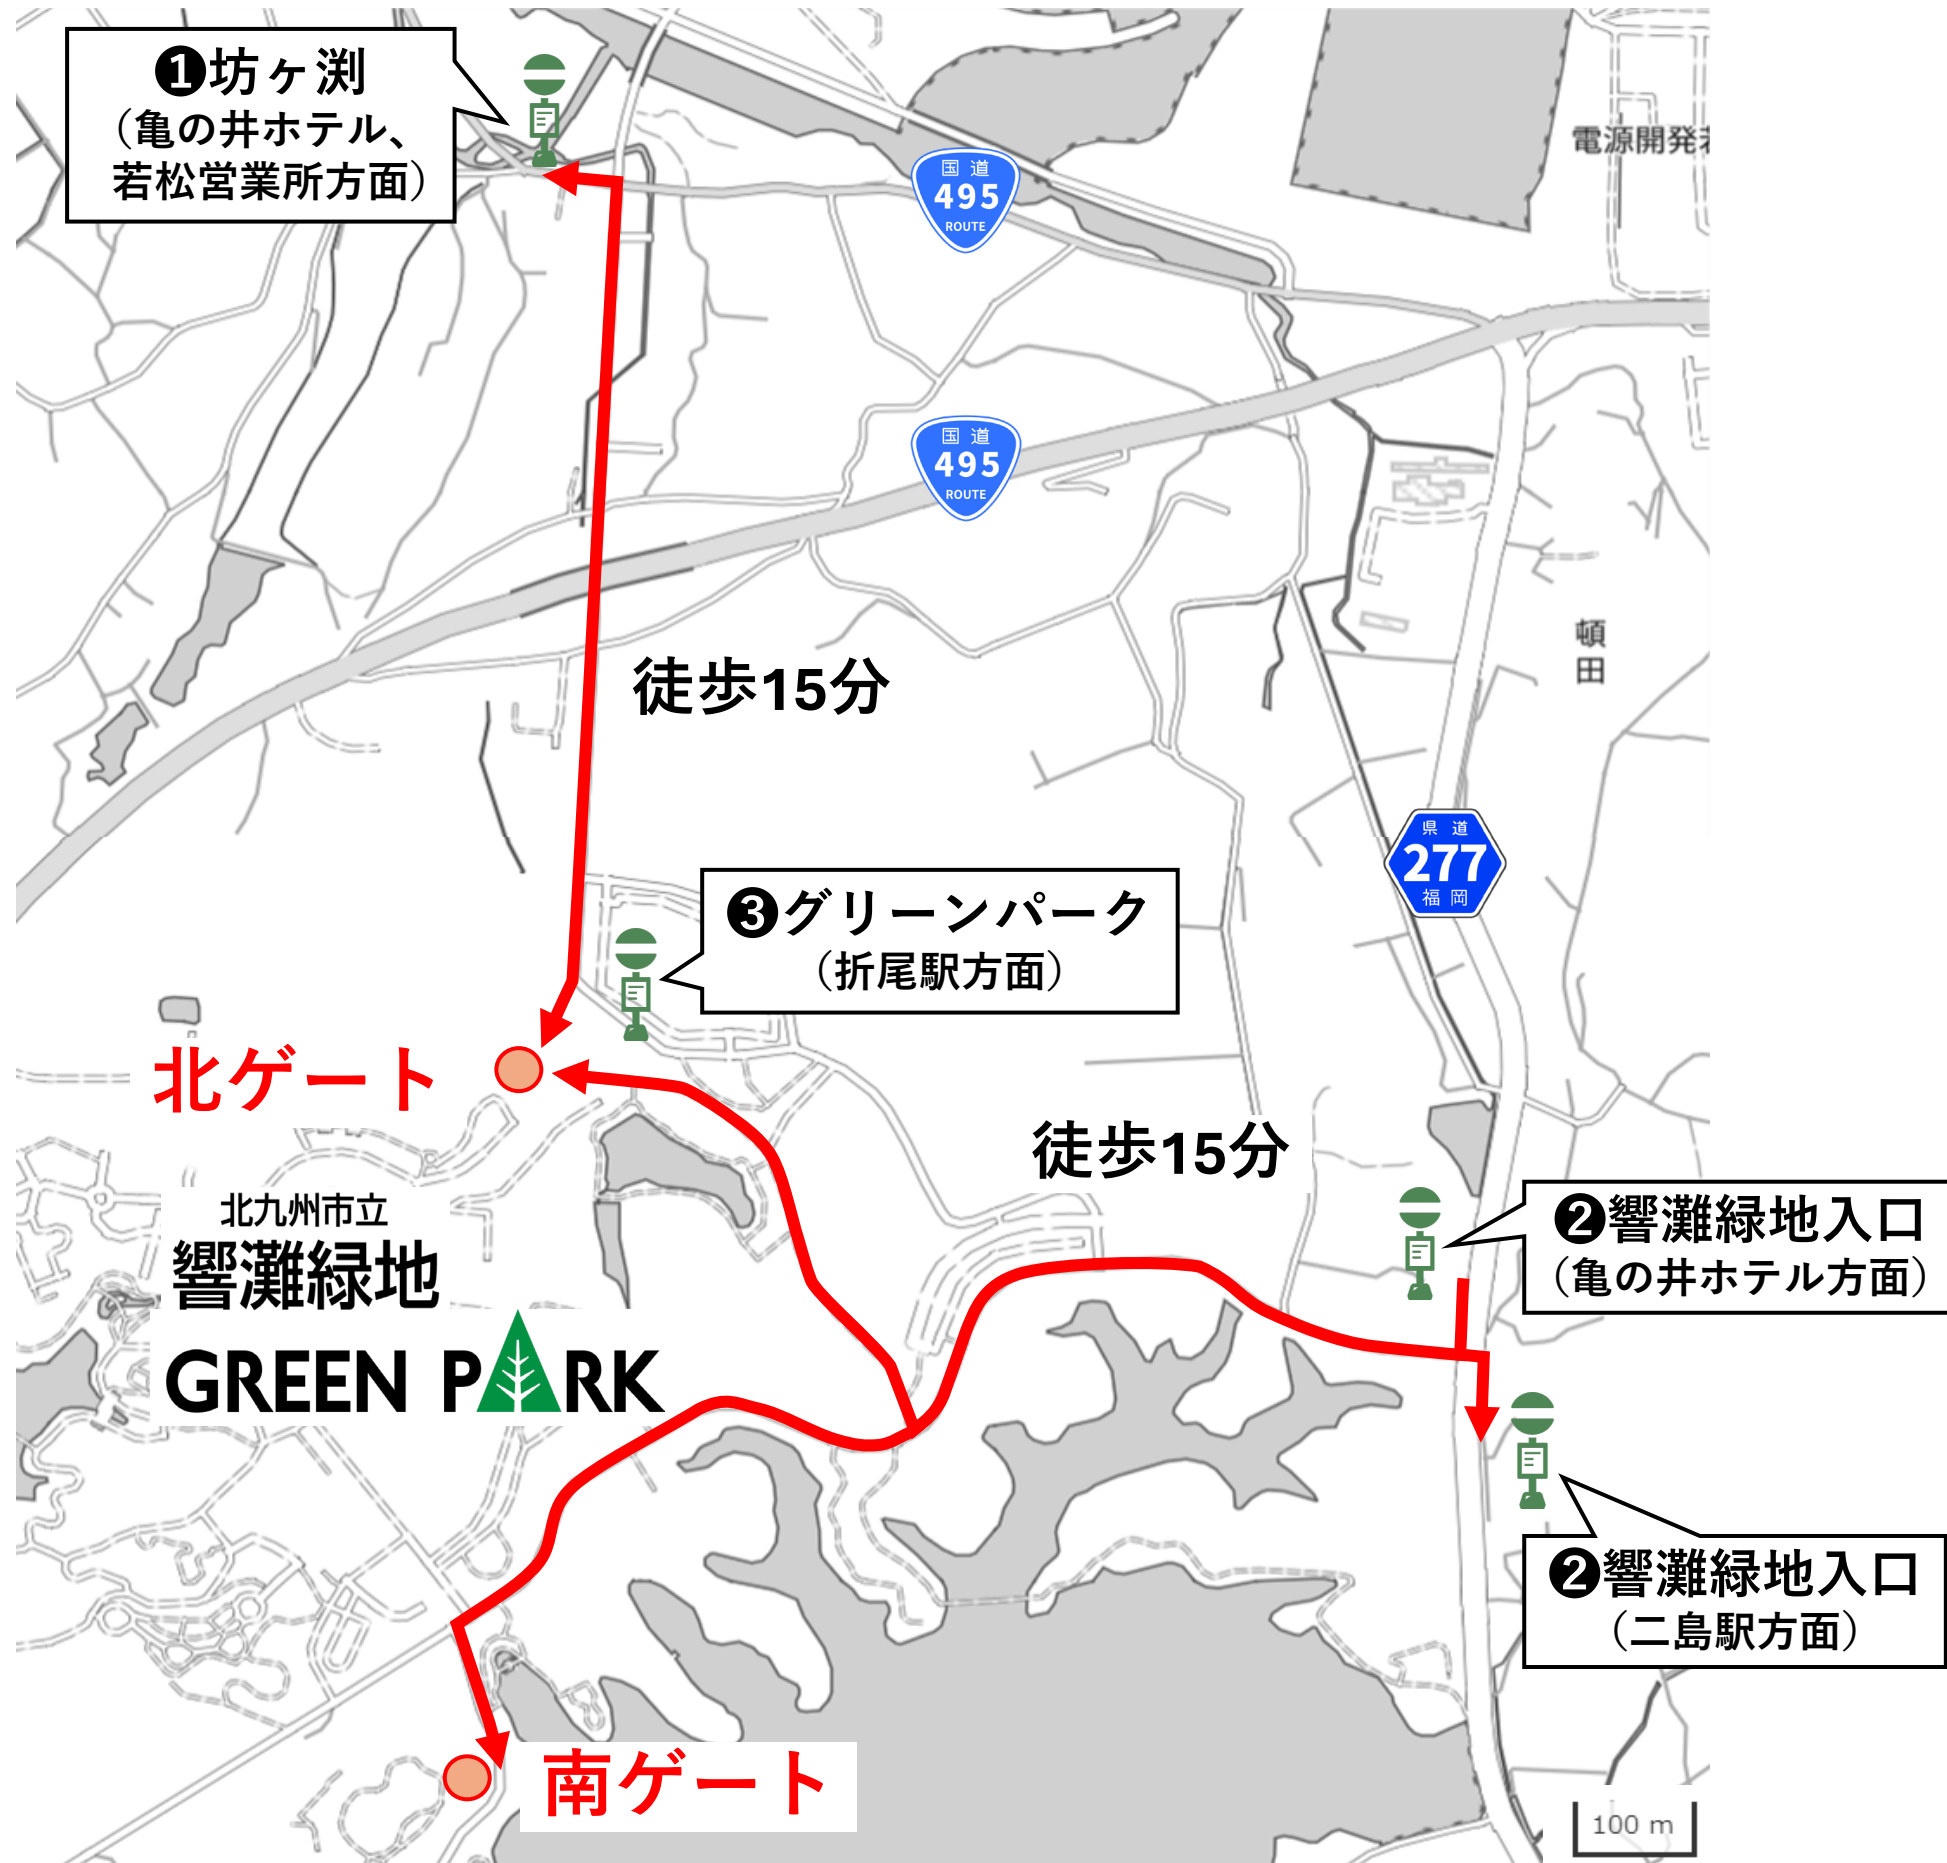 ❶坊ヶ渕
（亀の井ホテル、
若松営業所方面）
国道
495
ROUTE
電源開発若
国道
495
ROUTE
頓田
徒歩15分
県道
277
福岡
❸グリーンパーク
（折尾駅方面）
北ゲート
徒歩15分
北九州市立
響灘緑地
GREEN PARK
❷響灘緑地入口
（亀の井ホテル方面）
❷響灘緑地入口
（二島駅方面）
南ゲート
100 m